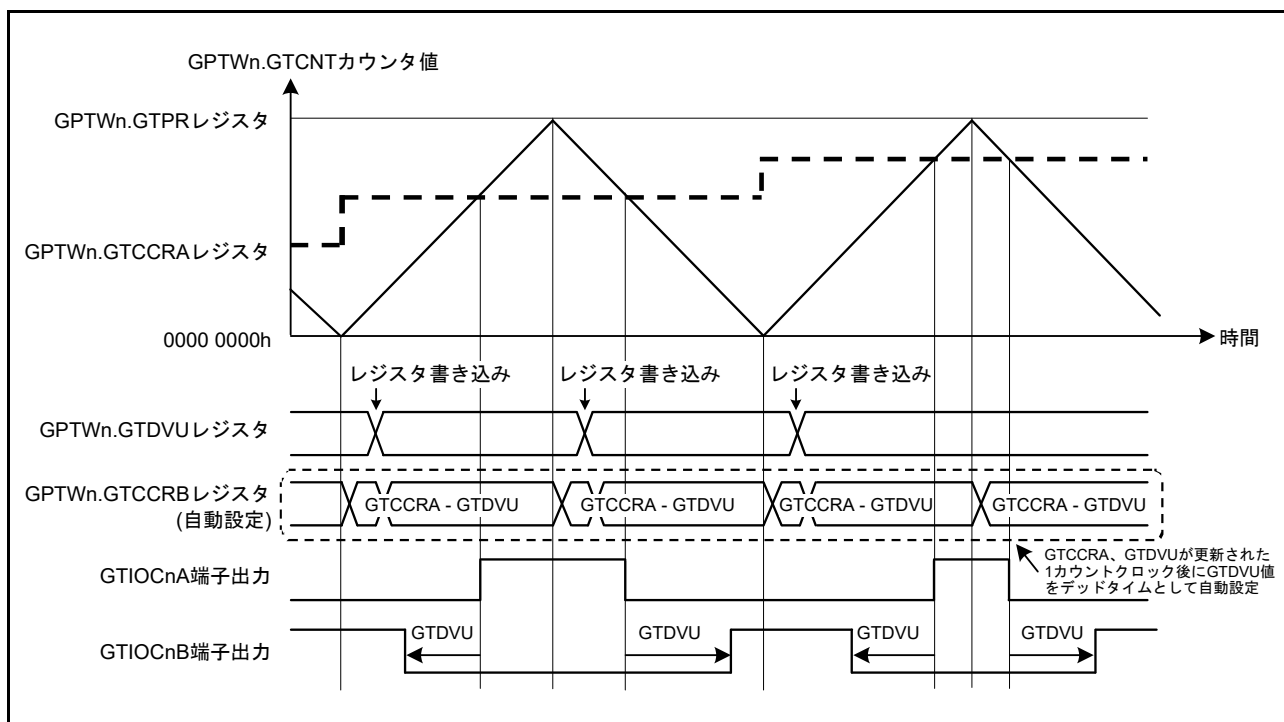 GPTWn.GTCNTカウンタ値
GPTWn.GTPRレジスタ
GPTWn.GTCCRAレジスタ
0000 0000h
時間
レジスタ書き込み
レジスタ書き込み
レジスタ書き込み
GPTWn.GTDVUレジスタ
GPTWn.GTCCRBレジスタ
(自動設定)
GTCCRA - GTDVU
GTCCRA - GTDVU
GTCCRA - GTDVU
GTCCRA - GTDVU
GTCCRA、GTDVUが更新された
1カウントクロック後にGTDVU値
をデッドタイムとして自動設定
GTIOCnA端子出力
GTIOCnB端子出力
GTDVU
GTDVU
GTDVU
GTDVU